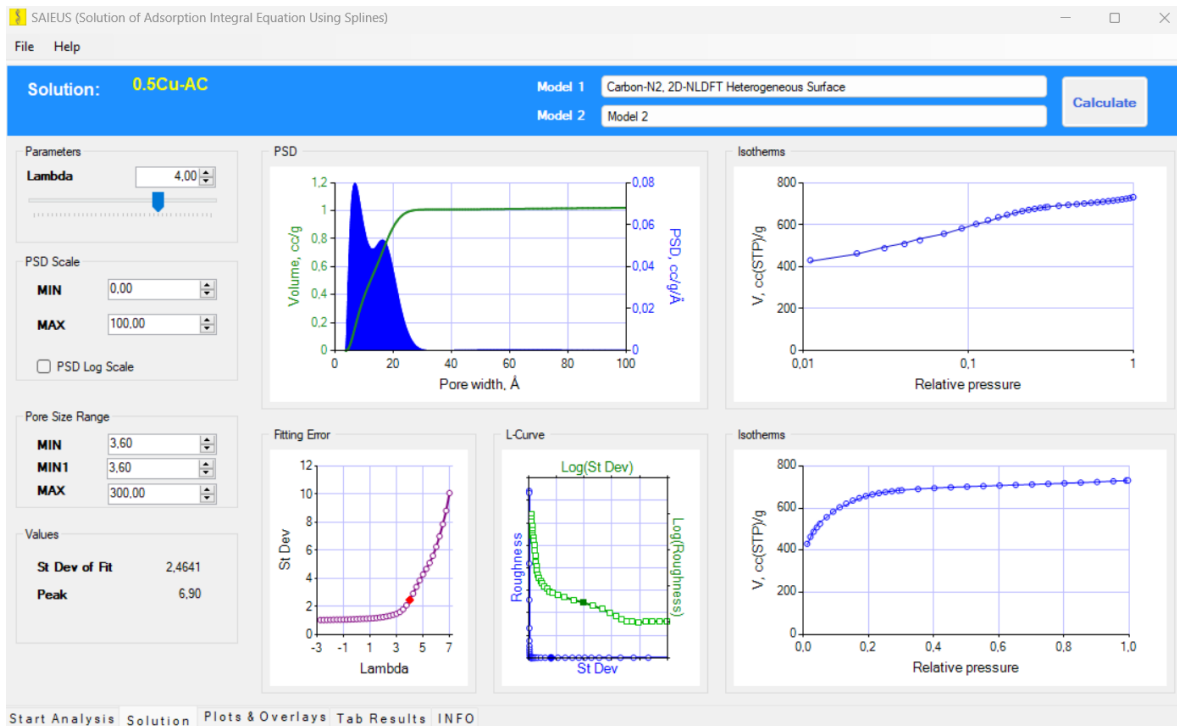 SAIEUS (Solution of Adsorption Integral Equation Using Splines)
File Help
Solution: 0.5Cu-AC
Model 1 Carbon-N2, 2D-NLDFT Heterogeneous Surface
Model 2 Model 2
Calculate
Parameters
Lambda 4,00
PSD Scale
MIN 0,00
MAX 100,00
PSD Log Scale
Pore Size Range
MIN 3,60
MIN1 3,60
MAX 300,00
Values
St Dev of Fit 2,4641
Peak 6,90
PSD
Volume, cc/g
1,2
1
0,8
0,6
0,4
0,2
0
0,08
0,06
0,04
0,02
0
PSD, cc/g/Å
0 20 40 60 80 100
Pore width, Å
Isotherms
V, cc(STP)/g
800
600
400
200
0
0,01 0,1 1
Relative pressure
Fitting Error
St Dev
12
10
8
6
4
2
0
-3 -1 1 3 5 7
Lambda
L-Curve
Log(St Dev)
Roughness
Log(Roughness)
St Dev
Isotherms
V, cc(STP)/g
800
600
400
200
0
0,0 0,2 0,4 0,6 0,8 1,0
Relative pressure
Start Analysis Solution Plots & Overlays Tab Results INFO